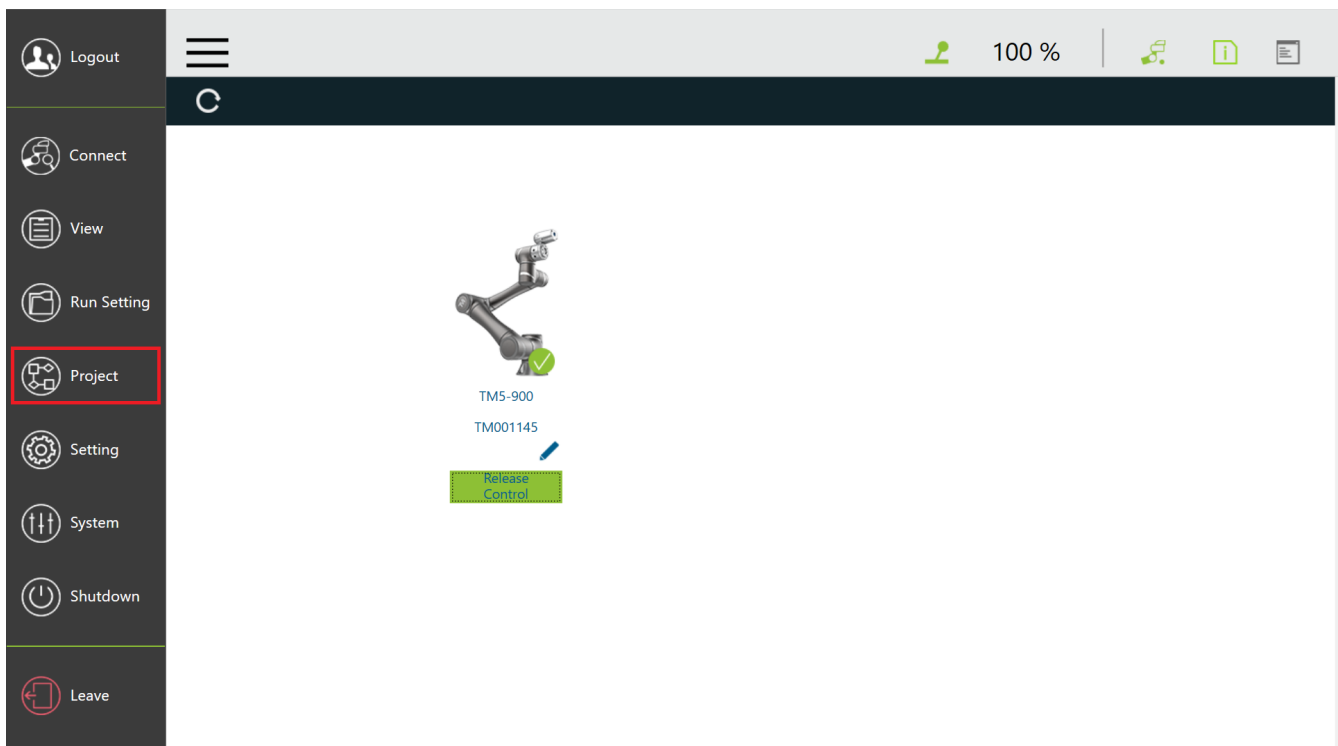 Logout
100 %
Connect
View
Run Setting
Project
Setting
System
Shutdown
Leave
TM5-900
TM001145
Release
Control